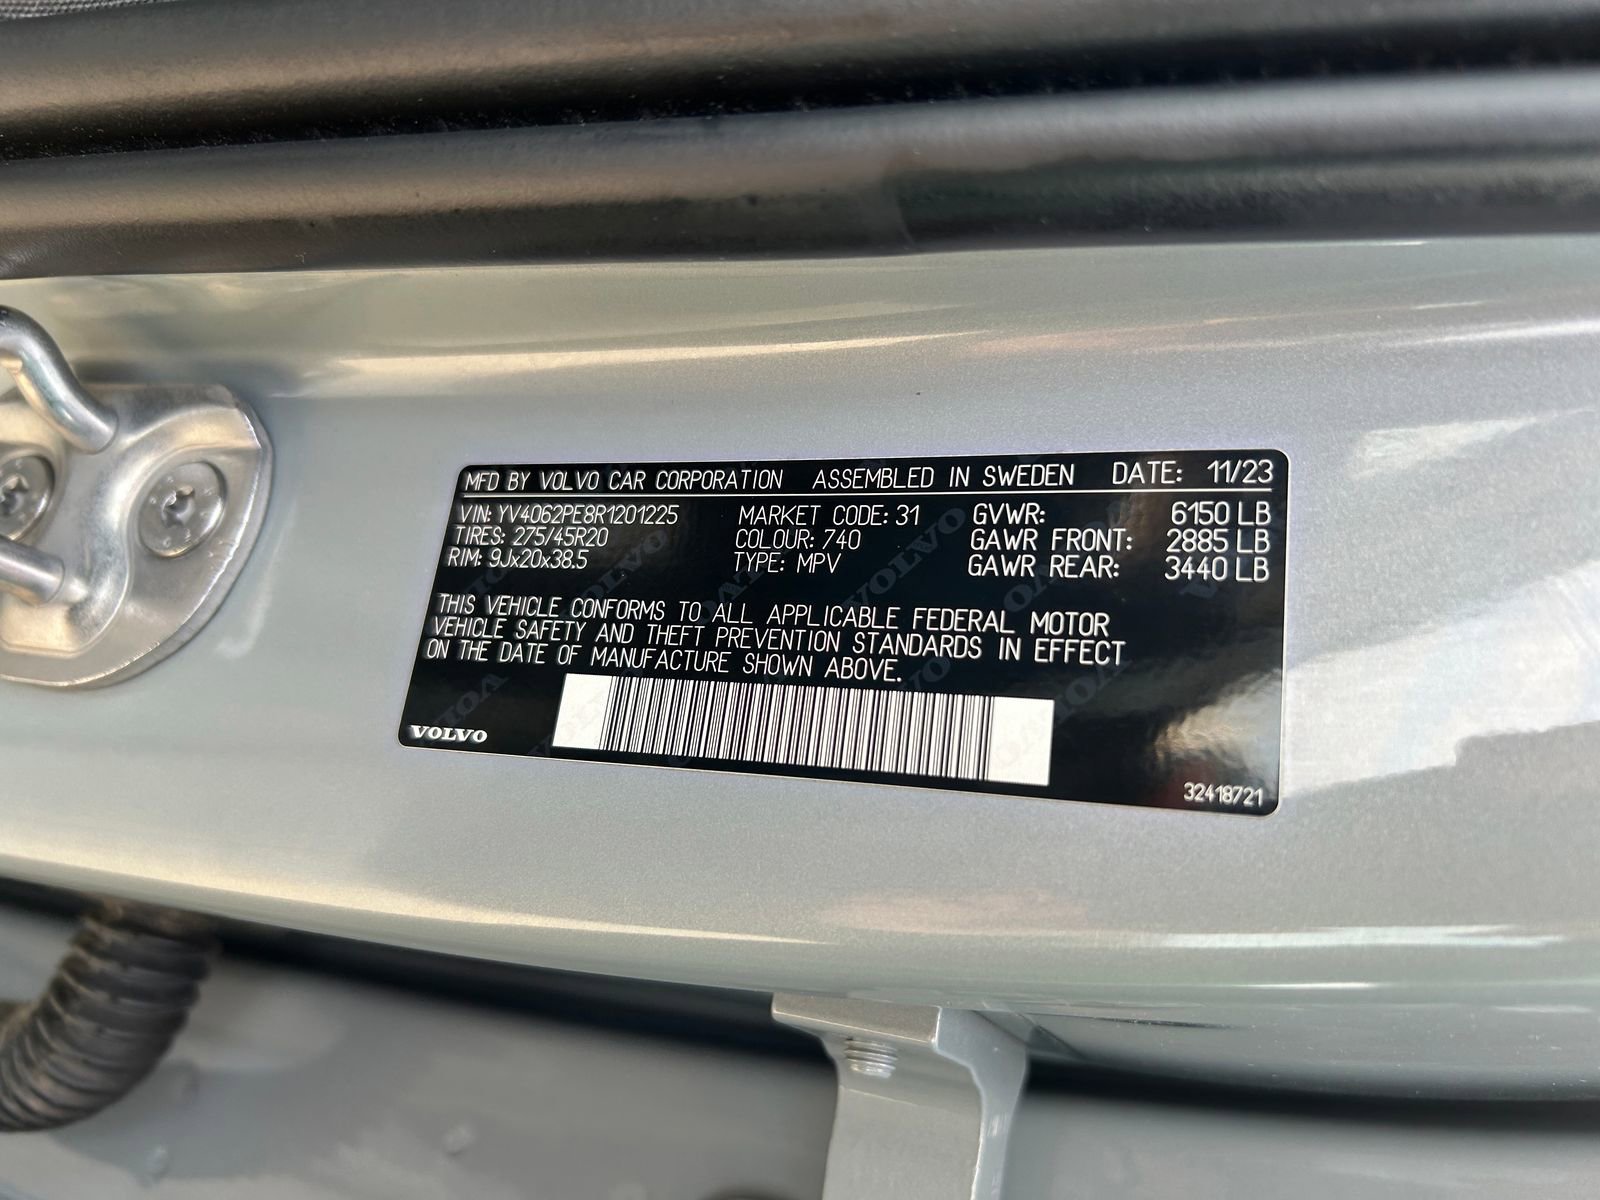 MFD BY VOLVO CAR CORPORATION ASSEMBLED IN SWEDEN DATE: 11/23
VIN: YV4062PE8R1201225 MARKET CODE: 31 GVWR: 6150 LB
TIRES: 275/45R20 COLOUR: 740 GAWR FRONT: 2885 LB
RIM: 9Jx20x38.5 TYPE: MPV GAWR REAR: 3440 LB
THIS VEHICLE CONFORMS TO ALL APPLICABLE FEDERAL MOTOR
VEHICLE SAFETY AND THEFT PREVENTION STANDARDS IN EFFECT
ON THE DATE OF MANUFACTURE SHOWN ABOVE.
VOLVO
32418721